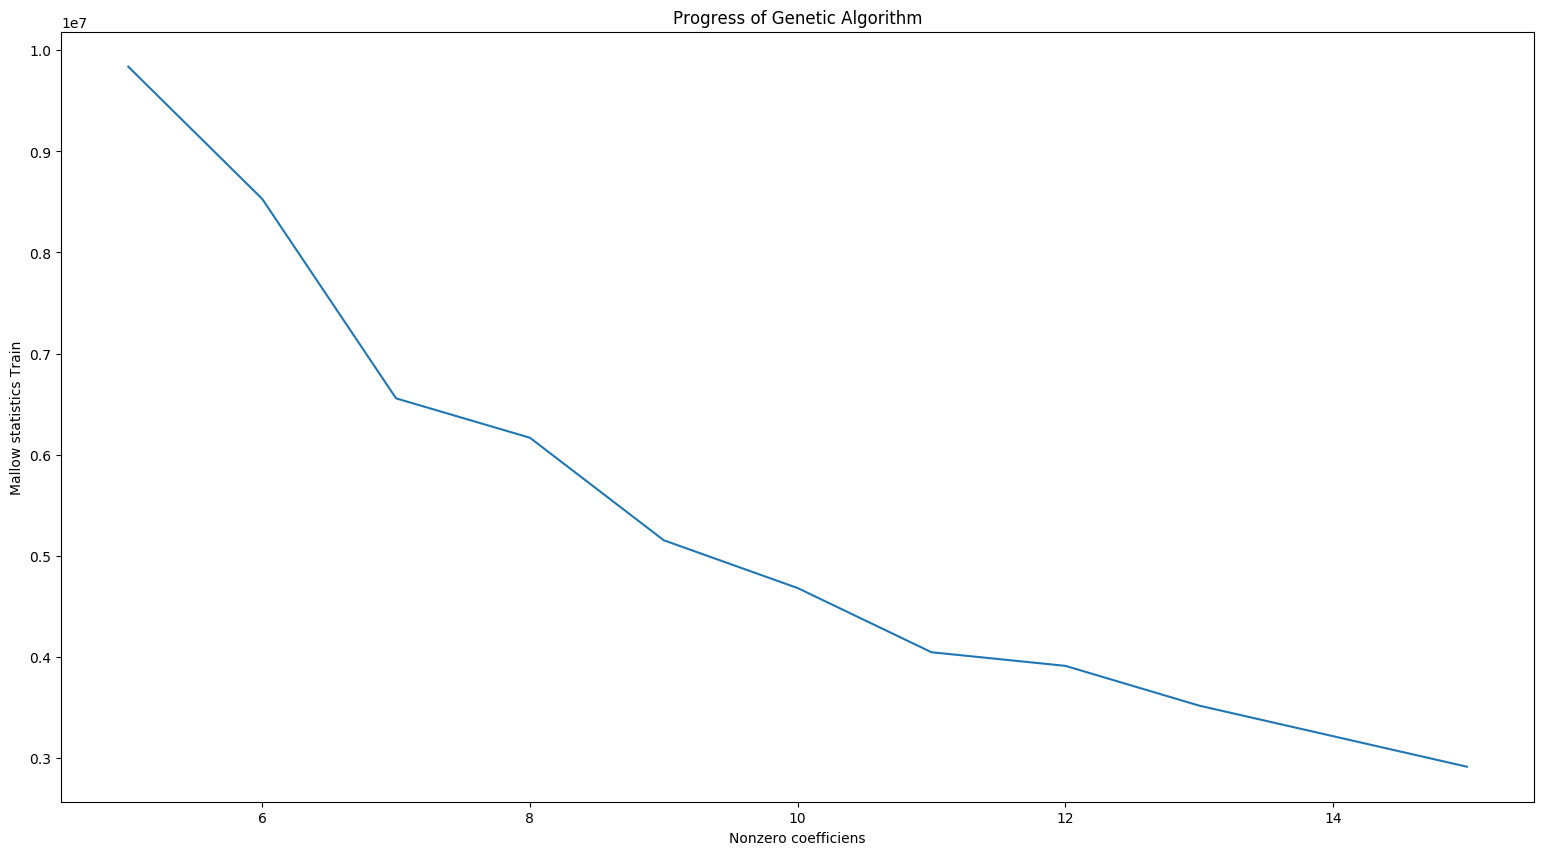 Progress of Genetic Algorithm
1e7
1.0
0.9
0.8
0.7
0.6
0.5
0.4
0.3
Mallow statistics Train
6 8 10 12 14
Nonzero coefficiens